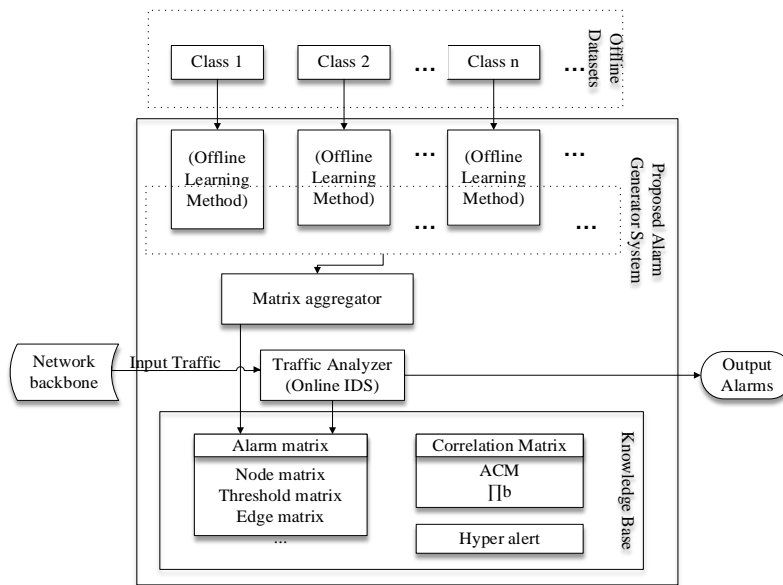 Class 1
Class 2
...
Class n
...
Offline
Datasets
(Offline
Learning
Method)
(Offline
Learning
Method)
...
(Offline
Learning
Method)
...
...
...
Proposed Alarm
Generator System
Matrix aggregator
Network
backbone
Input Traffic
Traffic Analyzer
(Online IDS)
Output
Alarms
Alarm matrix
Node matrix
Threshold matrix
Edge matrix
...
Correlation Matrix
ACM
∏b
Hyper alert
Knowledge Base